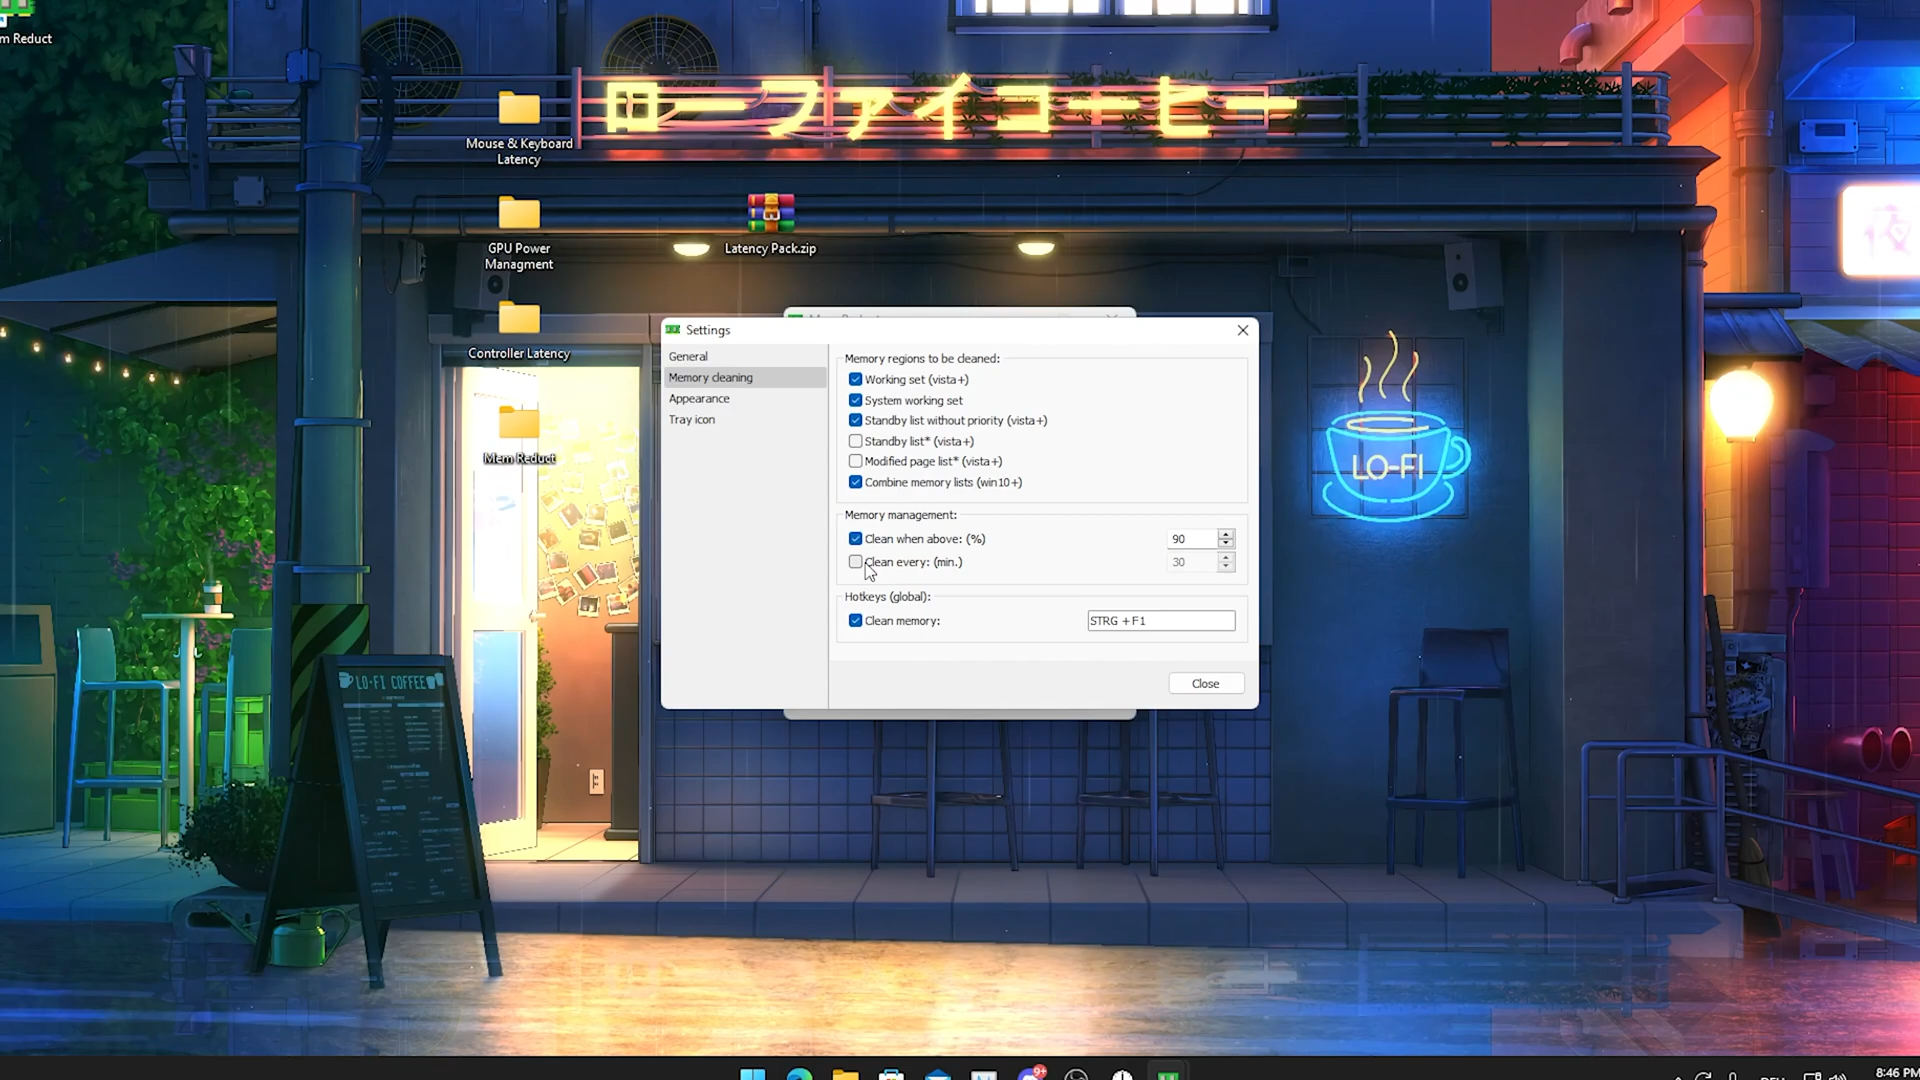 m Reduct
ローファイコーヒー
Mouse & Keyboard
Latency
GPU Power
Managment
Latency Pack.zip
Controller Latency
Mem Reduct
Settings
General
Memory cleaning
Appearance
Tray icon
Memory regions to be cleaned:
Working set (vista+)
System working set
Standby list without priority (vista+)
Standby list* (vista+)
Modified page list* (vista+)
Combine memory lists (win10+)
Memory management:
Clean when above: (%)
90
Clean every: (min.)
30
Hotkeys (global):
Clean memory:
STRG +F1
Close
LO-FI
LO-FI COFFEE
夜
9+
8:46 PM